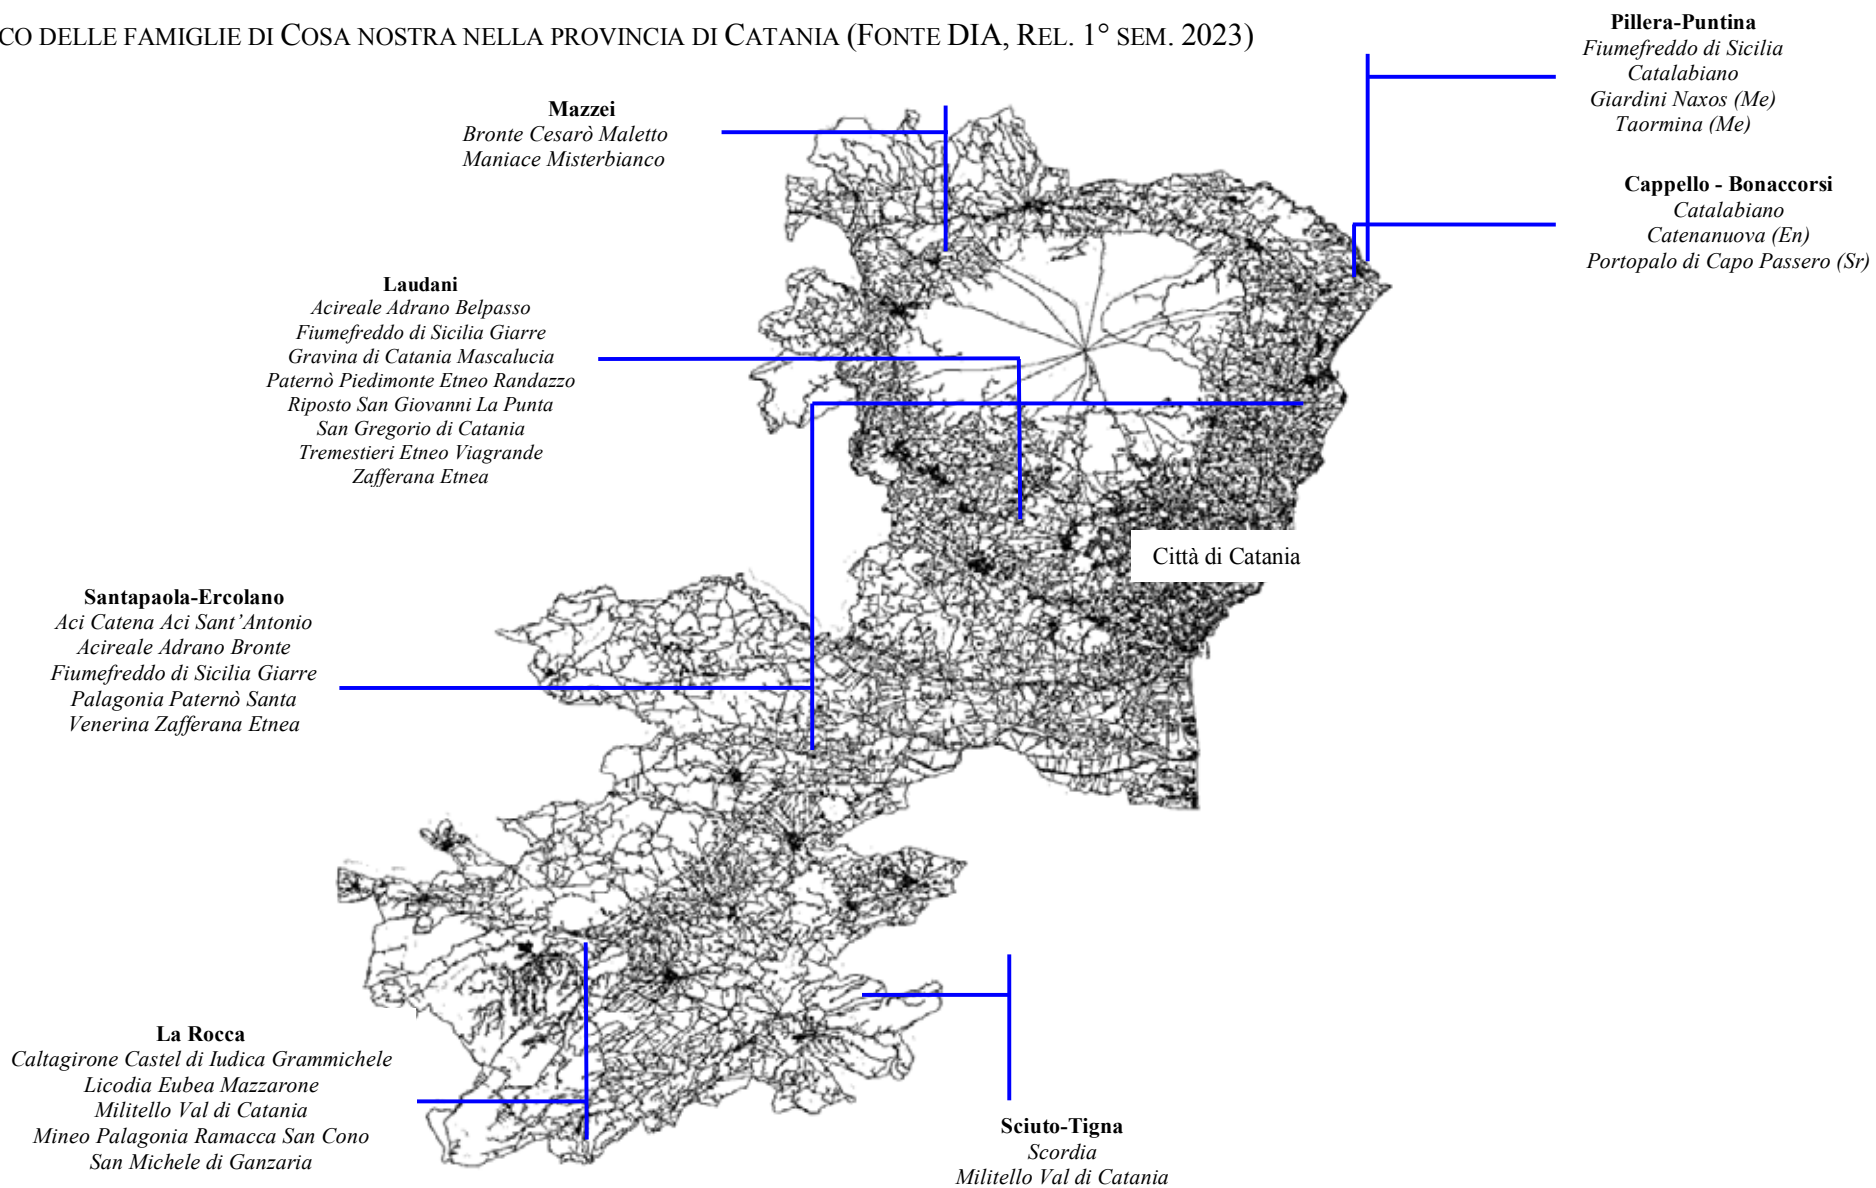 CO DELLE FAMIGLIE DI COSA NOSTRA NELLA PROVINCIA DI CATANIA (FONTE DIA, REL. 1° SEM. 2023)
Pillera-Puntina
Fiumefreddo di Sicilia
Catalabiano
Giardini Naxos (Me)
Taormina (Me)
Mazzei
Bronte Cesarò Maletto
Maniace Misterbianco
Cappello - Bonaccorsi
Catalabiano
Catenanuova (En)
Portopalo di Capo Passero (Sr)
Laudani
Acireale Adrano Belpasso
Fiumefreddo di Sicilia Giarre
Gravina di Catania Mascalucia
Paternò Piedimonte Etneo Randazzo
Riposto San Giovanni La Punta
San Gregorio di Catania
Tremestieri Etneo Viagrande
Zafferana Etnea
Città di Catania
Santapaola-Ercolano
Aci Catena Aci Sant’Antonio
Acireale Adrano Bronte
Fiumefreddo di Sicilia Giarre
Palagonia Paternò Santa
Venerina Zafferana Etnea
La Rocca
Caltagirone Castel di Iudica Grammichele
Licodia Eubea Mazzarone
Militello Val di Catania
Mineo Palagonia Ramacca San Cono
San Michele di Ganzaria
Sciuto-Tigna
Scordia
Militello Val di Catania